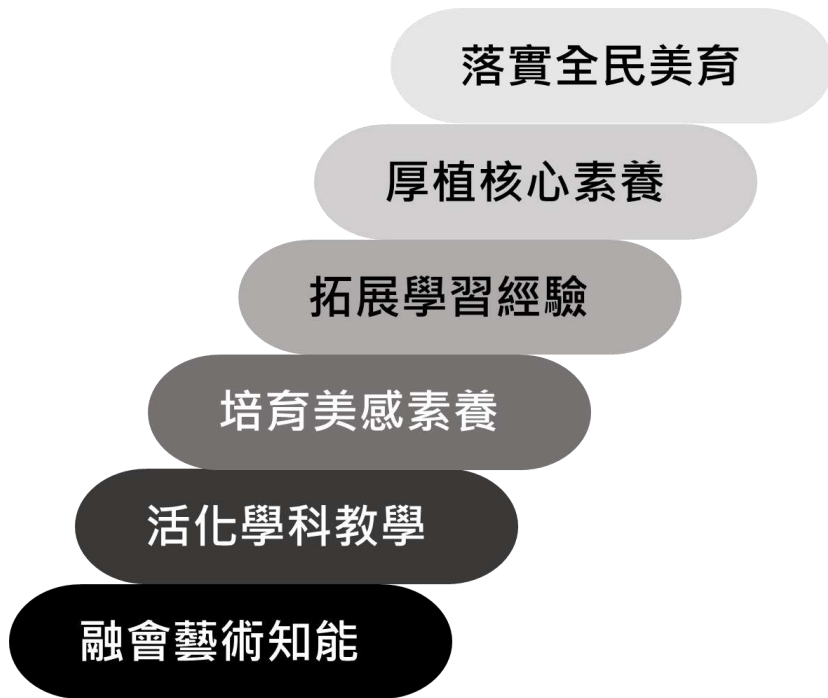 落實全民美育
厚植核心素養
拓展學習經驗
培育美感素養
活化學科教學
融會藝術知能